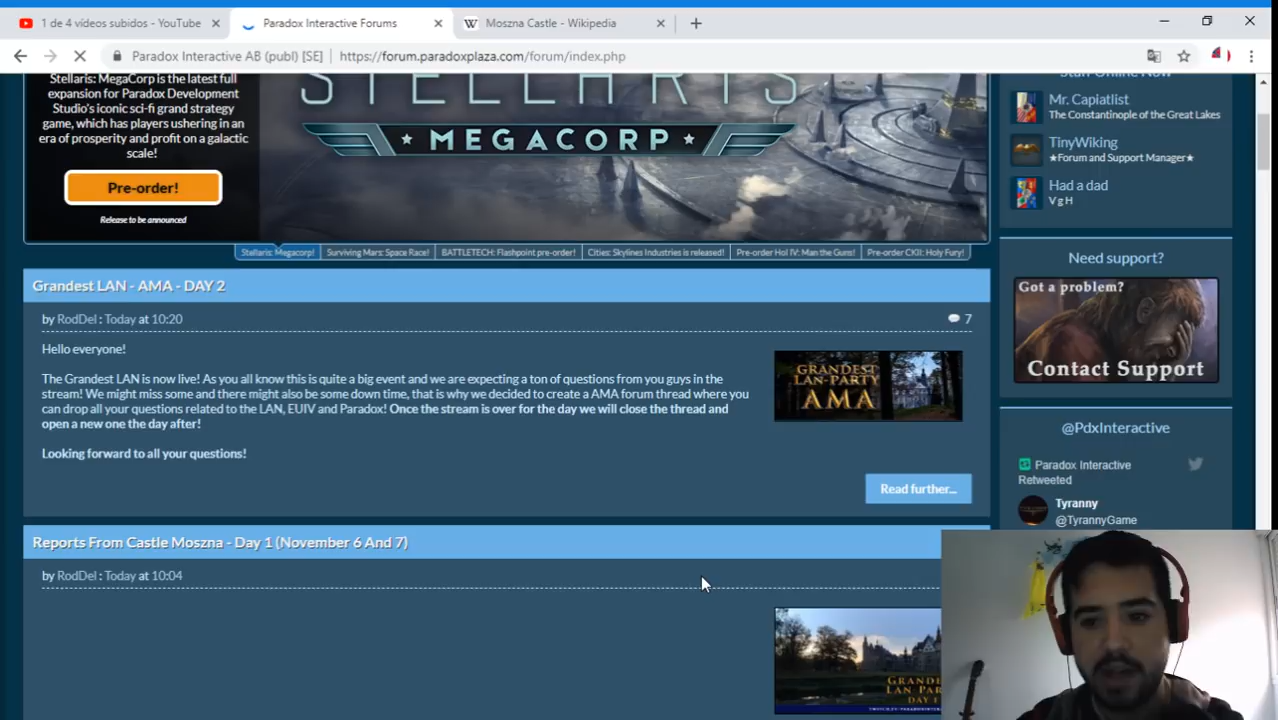 1 de 4 vídeos subidos - YouTube
Paradox Interactive Forums
Moszna Castle - Wikipedia
Paradox Interactive AB (publ) [SE]
https://forum.paradoxplaza.com/forum/index.php
Stellaris: MegaCorp is the latest full
expansion for Paradox Development
Studio's iconic sci-fi grand strategy
game, which has players ushering in an
era of prosperity and profit on a galactic
scale!
Pre-order!
Release to be announced
STELLARIS
MEGACORP
Stellaris: Megacorp!
Surviving Mars: Space Race!
BATTLETECH: Flashpoint pre-order!
Cities: Skylines Industries is released!
Pre-order HoI IV: Man the Guns!
Pre-order CKII: Holy Fury!
Grandest LAN - AMA - DAY 2
by RodDel : Today at 10:20
7
Hello everyone!
The Grandest LAN is now live! As you all know this is quite a big event and we are expecting a ton of questions from you guys in the
stream! We might miss some and there might also be some down time, that is why we decided to create a AMA forum thread where you
can drop all your questions related to the LAN, EUIV and Paradox! Once the stream is over for the day we will close the thread and
open a new one the day after!
Looking forward to all your questions!
GRANDEST
LAN-PARTY
AMA
Read further...
Reports From Castle Moszna - Day 1 (November 6 And 7)
by RodDel : Today at 10:04
GRANDE
LAN PAR
DAY 1
Staff Online Now
Mr. Capiatlist
The Constantinople of the Great Lakes
TinyWiking
★Forum and Support Manager★
Had a dad
V g H
Need support?
Got a problem?
Contact Support
@PdxInteractive
Paradox Interactive
Retweeted
Tyranny
@TyrannyGame